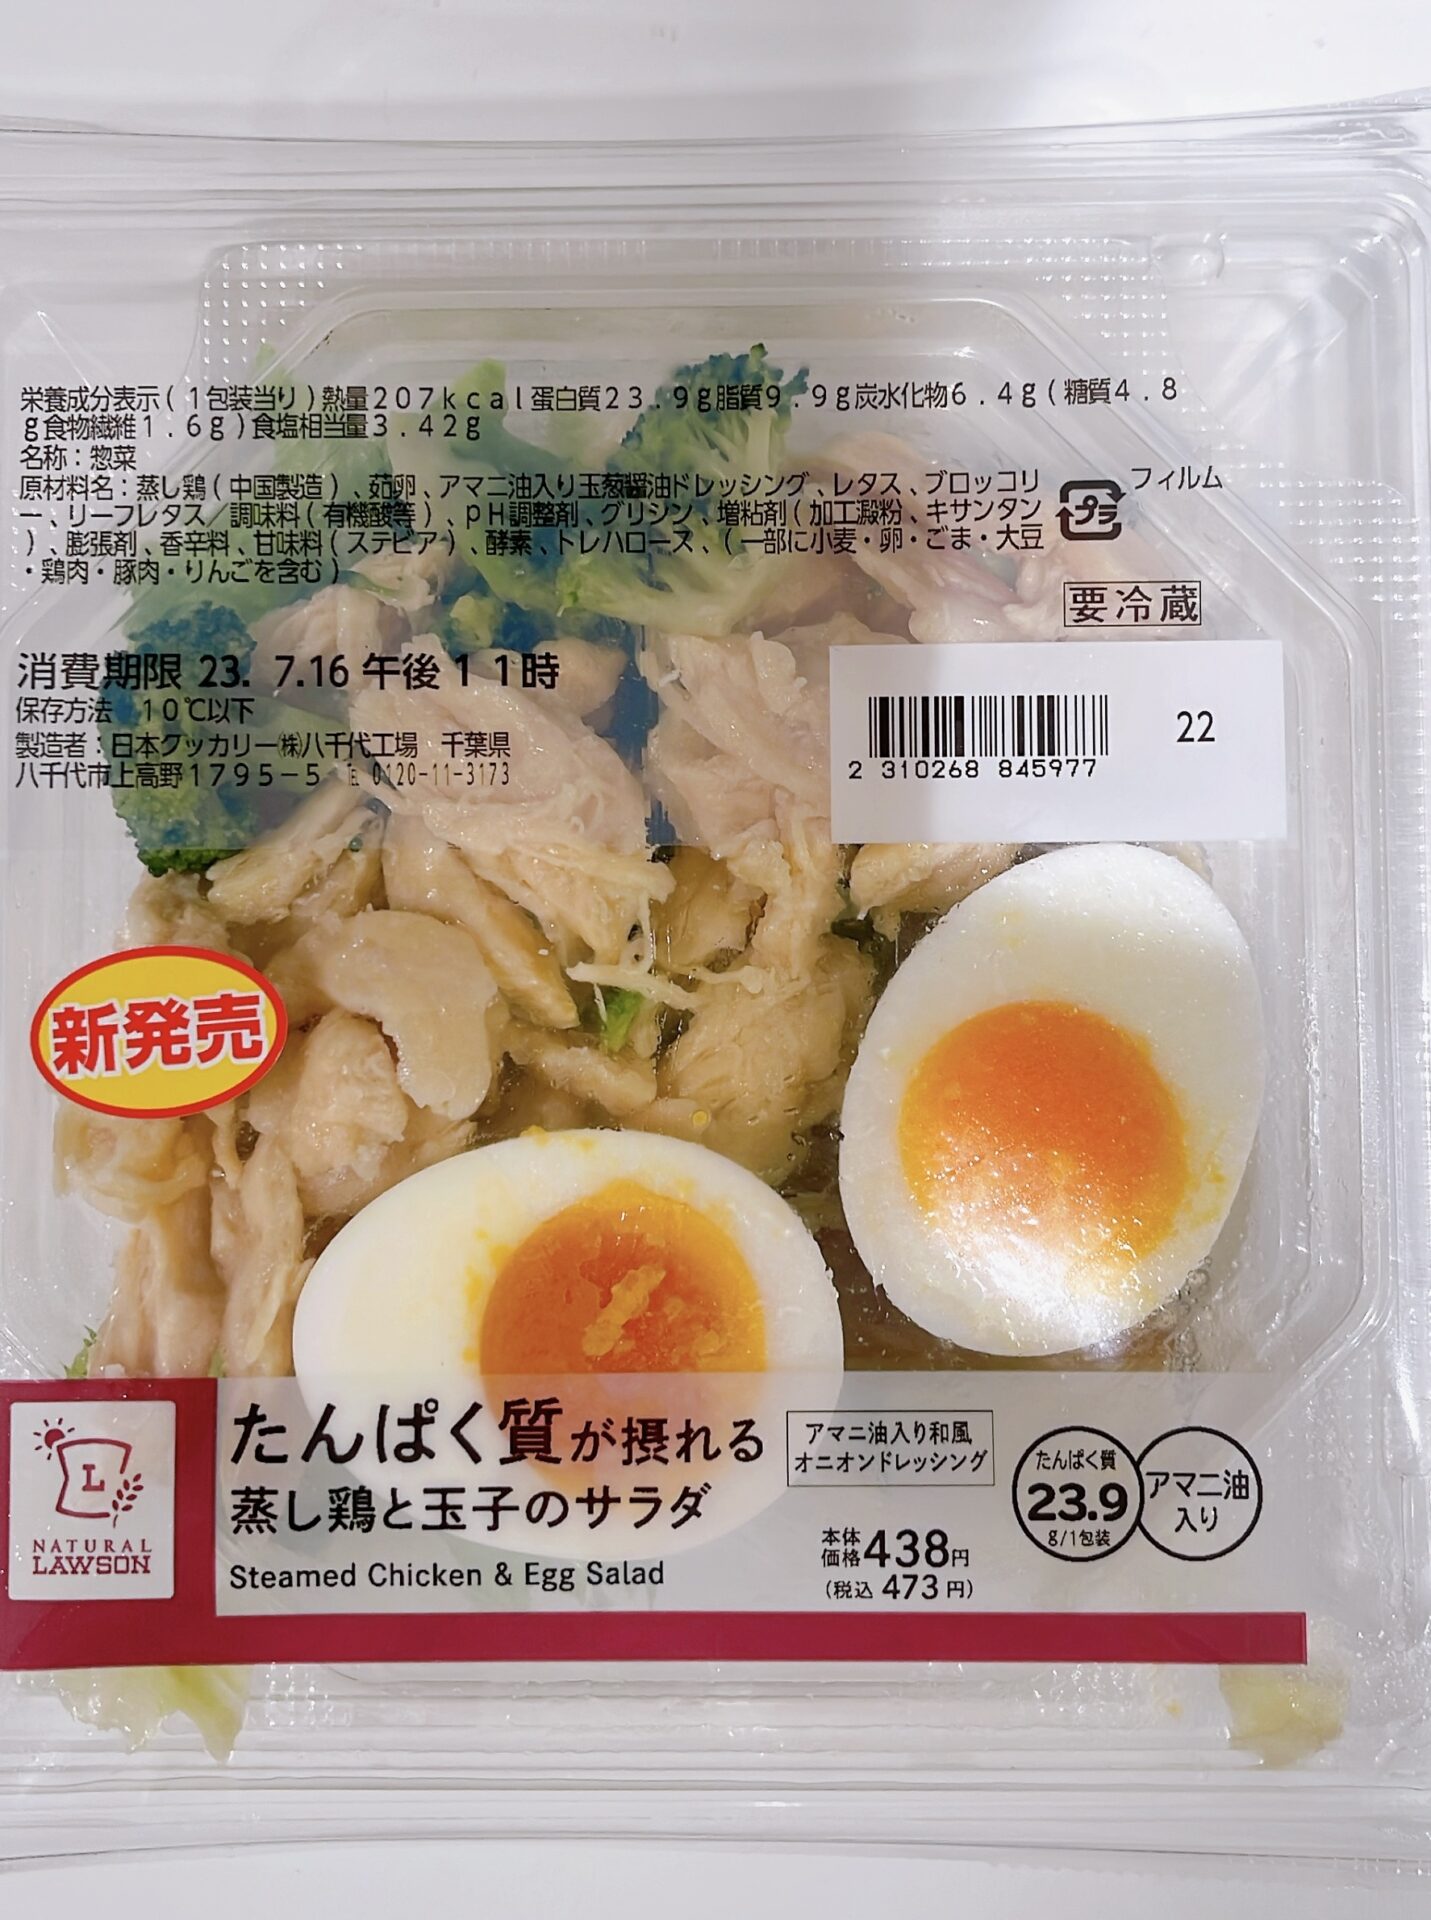 栄養成分表示(1包装当り)熱量207kcal蛋白質23.9g脂質9.9g炭水化物6.4g(糖質4.8
g食物繊維1.6g)食塩相当量3.42g
名称:惣菜
原材料名:蒸し鶏(中国製造)、茹卵、アマニ油入り玉葱醤油ドレッシング、レタス、ブロッコリ
ー、リーフレタス/調味料(有機酸等)、pH調整剤、グリシン、増粘剤(加工澱粉、キサンタン
)、膨張剤、香辛料、甘味料(ステビア)、酵素、トレハロース、(一部に小麦・卵・ごま・大豆
・鶏肉・豚肉・りんごを含む)
プラ
フィルム
要冷蔵
消費期限 23. 7.16 午後11時
保存方法 10℃以下
製造者:日本クッカリー㈱八千代工場 千葉県
八千代市上高野1795-5 ℡0120-11-3173
22
2 310268 845977
新発売
L
NATURAL
LAWSON
たんぱく質が摂れる
蒸し鶏と玉子のサラダ
Steamed Chicken & Egg Salad
アマニ油入り和風
オニオンドレッシング
本体
価格438円
(税込 473円)
たんぱく質
23.9
g/1包装
アマニ油
入り